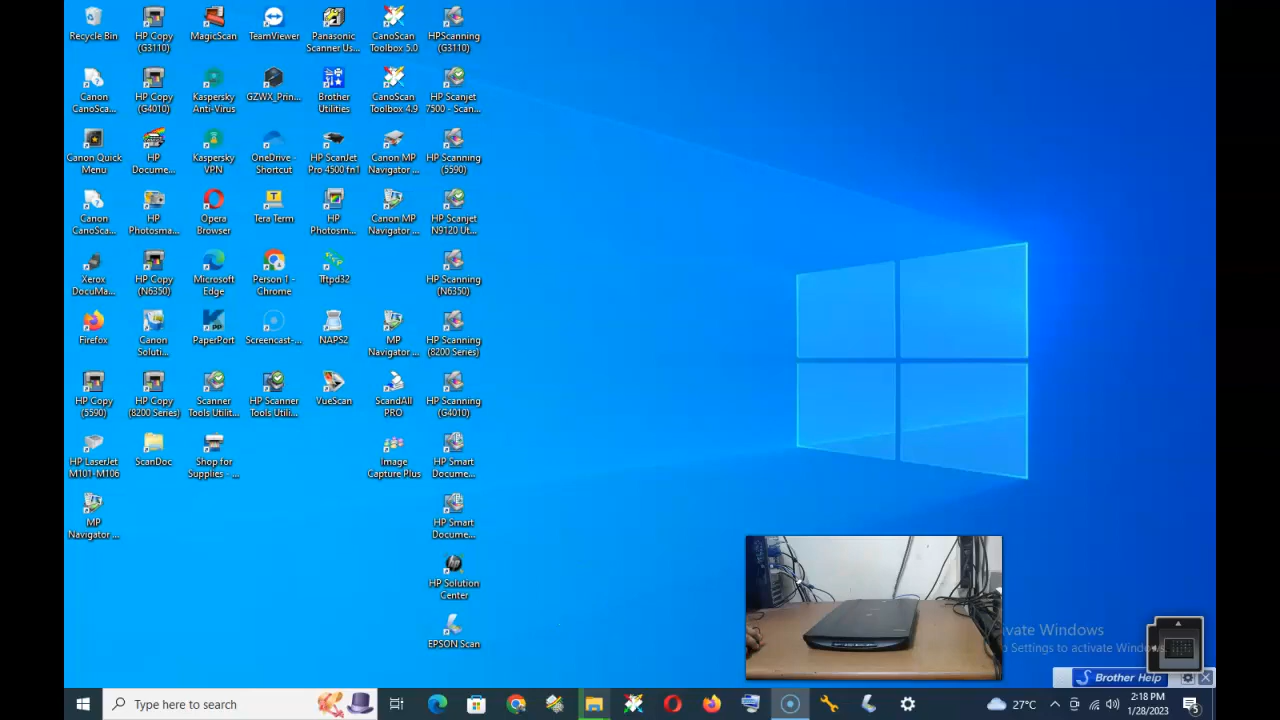 Recycle Bin
HP Copy
(G3110)
MagicScan
TeamViewer
Panasonic
Scanner Us...
CanoScan
Toolbox 5.0
HPScanning
(G3110)
Canon
CanoSca...
HP Copy
(G4010)
Kaspersky
Anti-Virus
GZWX_Prin...
Brother
Utilities
CanoScan
Toolbox 4.9
HP Scanjet
7500 - Scan...
Canon Quick
Menu
HP
Docume...
Kaspersky
VPN
OneDrive -
Shortcut
HP ScanJet
Pro 4500 fn1
Canon MP
Navigator ...
HP Scanning
(5590)
Canon
CanoSca...
HP
Photosma...
Opera
Browser
Tera Term
HP
Photosm...
Canon MP
Navigator ...
HP Scanjet
N9120 Ut...
Xerox
DocuMa...
HP Copy
(N6350)
Microsoft
Edge
Person 1 -
Chrome
Tftpd32
HP Scanning
(N6350)
Firefox
Canon
Soluti...
PaperPort
Screencast-...
NAPS2
MP
Navigator...
HP Scanning
(8200 Series)
HP Copy
(5590)
HP Copy
(8200 Series)
Scanner
Tools Utilit...
HP Scanner
Tools Utili...
VueScan
ScandAll
PRO
HP Scanning
(G4010)
HP LaserJet
M101-M106
ScanDoc
Shop for
Supplies - ...
Image
Capture Plus
HP Smart
Docume...
MP
Navigator ...
HP Smart
Docume...
HP Solution
Center
EPSON Scan
vate Windows
Settings to activate Windows.
Brother Help
Type here to search
27°C
2:18 PM
1/28/2023
5